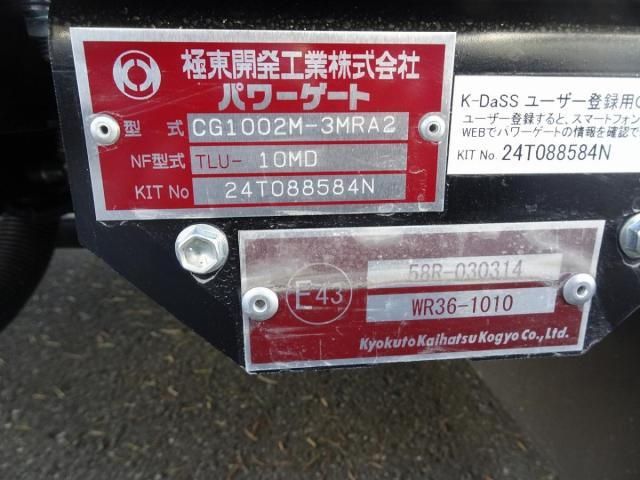 極東開発工業株式会社
パワーゲート
型 式 CG1002M-3MRA2
NF型式 TLU- 10MD
KIT No 24T088584N
K-DaSS ユーザー登録用
ユーザー登録すると、スマートフォン
WEBでパワーゲートの情報を確認で
KIT No 24T088584N
E43
58R-030314
WR36-1010
Kyokuto Kaihatsu Kogyo Co., Ltd.